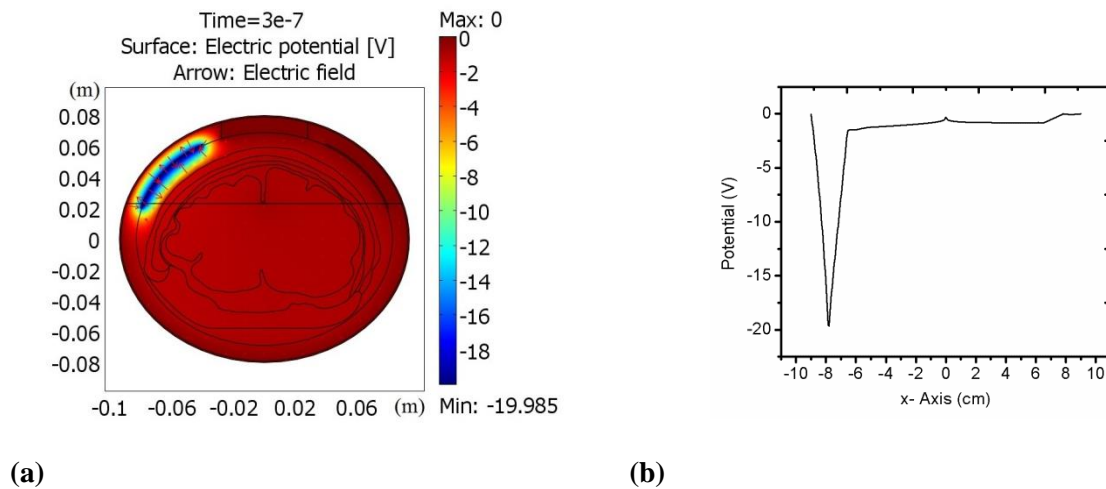 Time=3e-7
Surface: Electric potential [V]
Arrow: Electric field
Max: 0
(m)
0.08
0.06
0.04
0.02
0
-0.02
-0.04
-0.06
-0.08
-0.1 -0.06 -0.02 0.02 0.06 (m)
0
-2
-4
-6
-8
-10
-12
-14
-16
-18
Min: -19.985
(a)
Potential (V)
0
-5
-10
-15
-20
-10 -8 -6 -4 -2 0 2 4 6 8 10
x- Axis (cm)
(b)